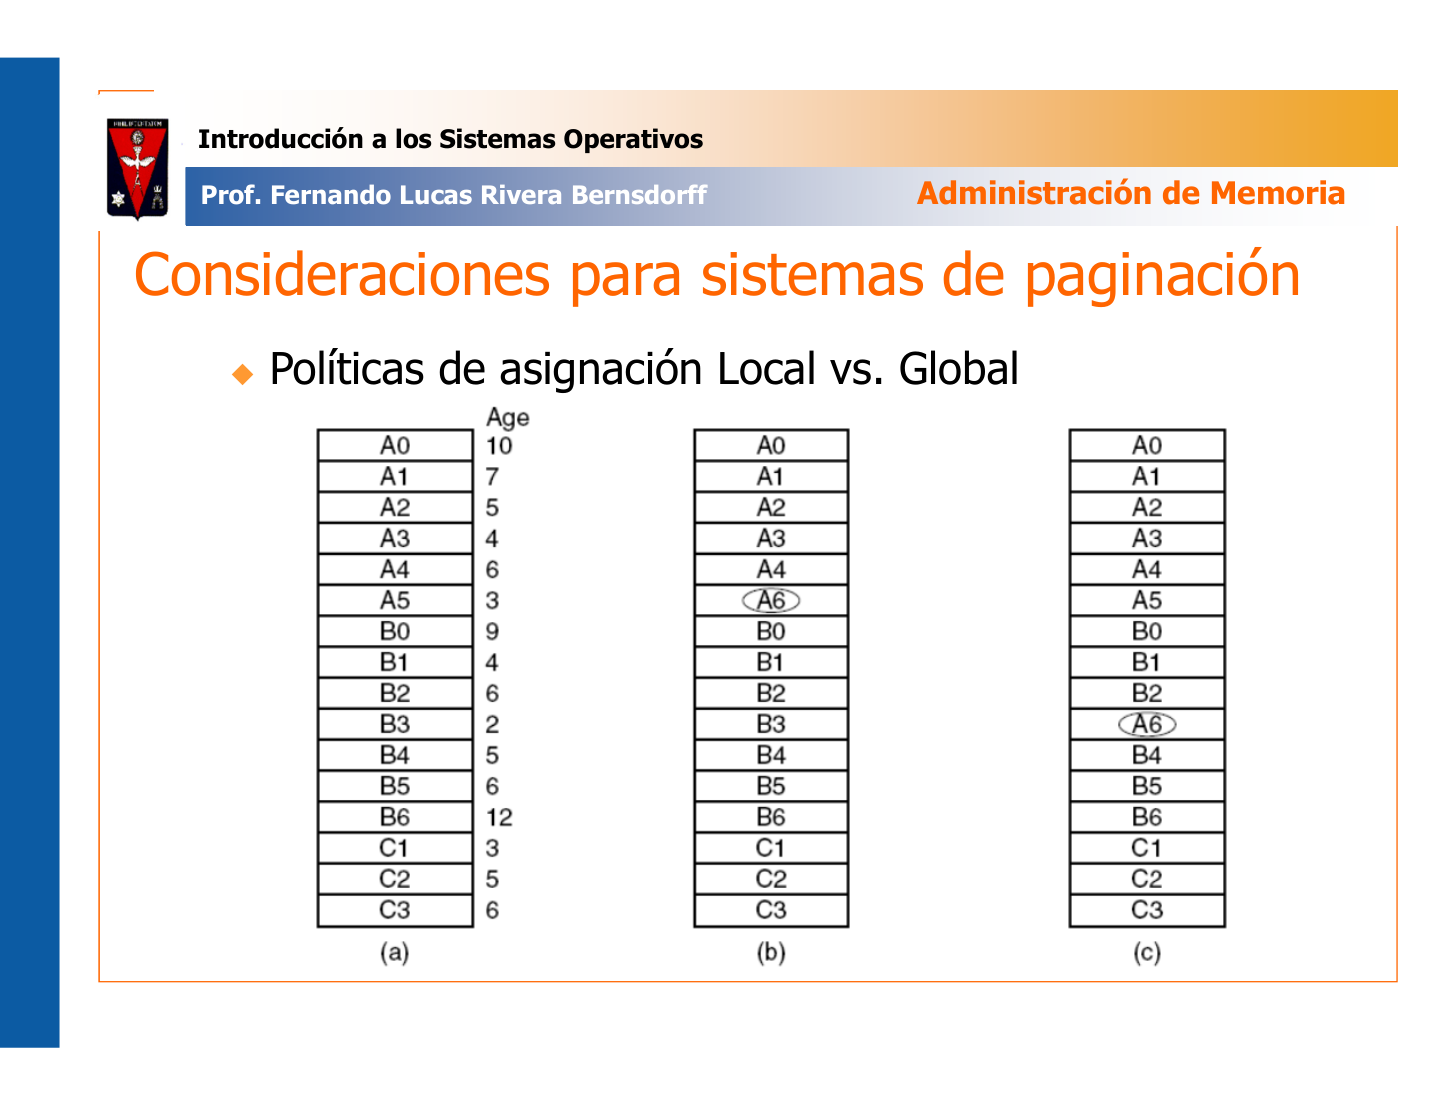 Introducción a los Sistemas Operativos
Prof. Fernando Lucas Rivera Bernsdorff
Administración de Memoria
Consideraciones para sistemas de paginación
Políticas de asignación Local vs. Global
Age
A0 10 A0 A0
A1 7 A1 A1
A2 5 A2 A2
A3 4 A3 A3
A4 6 A4 A4
A5 3 A6 A5
B0 9 B0 B0
B1 4 B1 B1
B2 6 B2 B2
B3 2 B3 A6
B4 5 B4 B4
B5 6 B5 B5
B6 12 B6 B6
C1 3 C1 C1
C2 5 C2 C2
C3 6 C3 C3
(a) (b) (c)